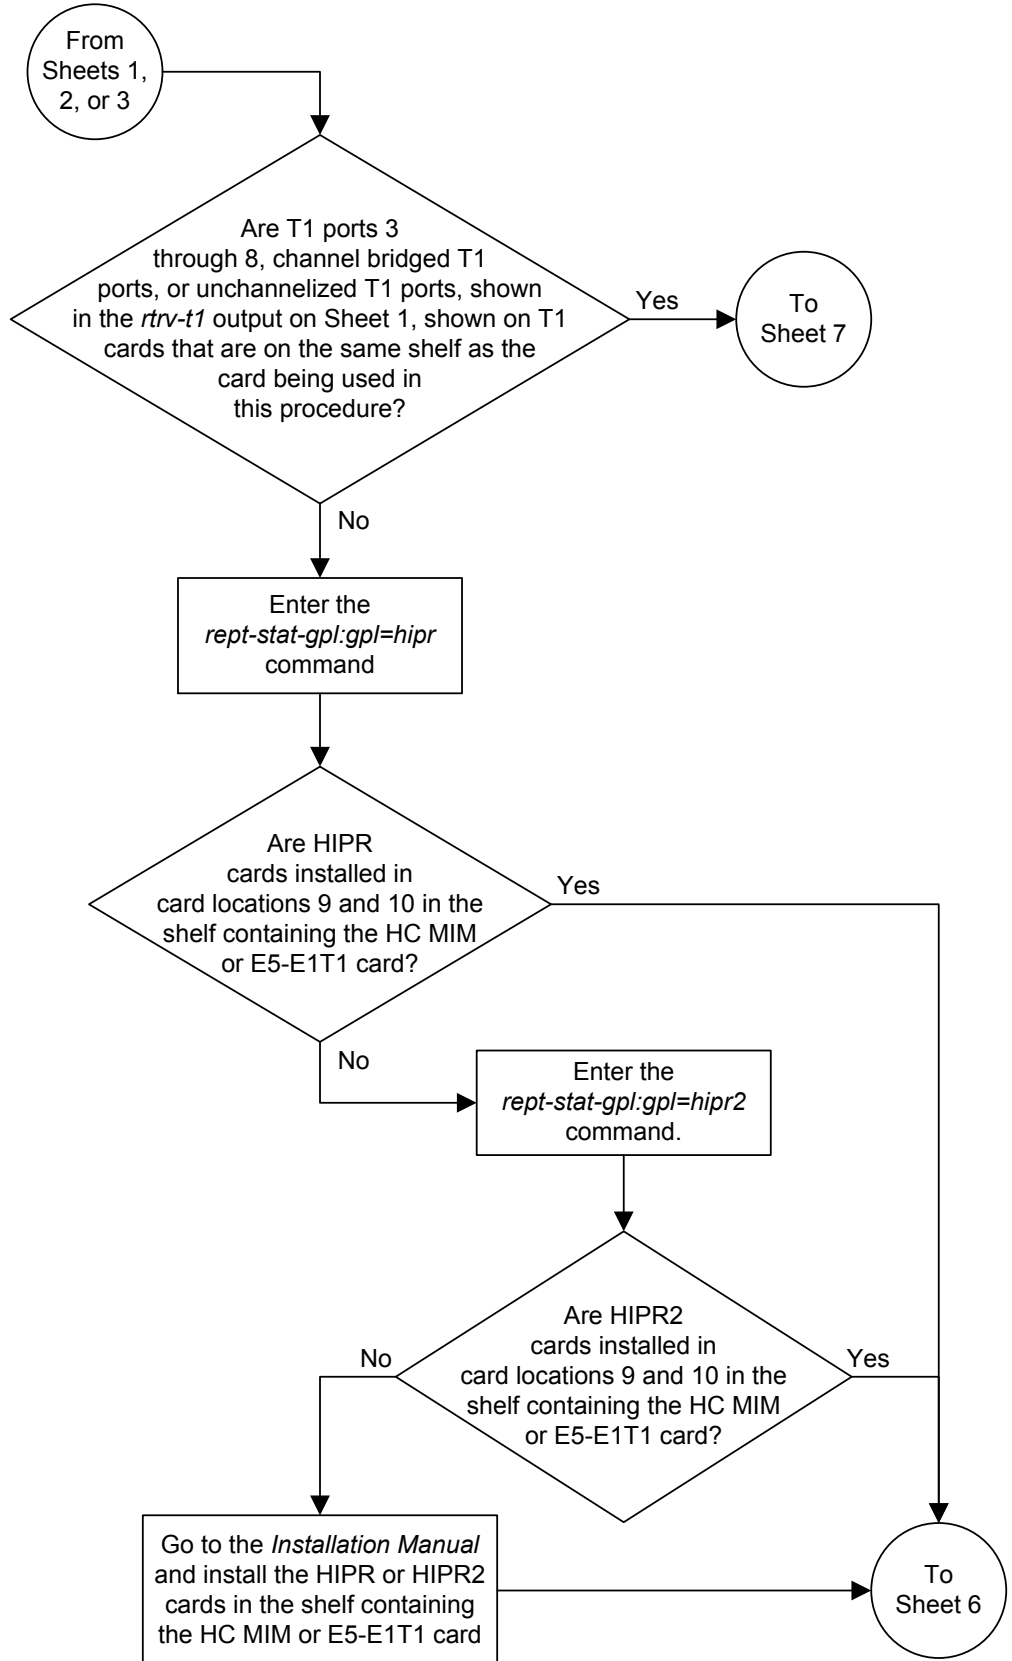 From
Sheets 1,
2, or 3
Are T1 ports 3
through 8, channel bridged T1
ports, or unchannelized T1 ports, shown
in the rtrv-t1 output on Sheet 1, shown on T1
cards that are on the same shelf as the
card being used in
this procedure?
Yes
To
Sheet 7
No
Enter the
rept-stat-gpl:gpl=hipr
command
Are HIPR
cards installed in
card locations 9 and 10 in the
shelf containing the HC MIM
or E5-E1T1 card?
Yes
No
Enter the
rept-stat-gpl:gpl=hipr2
command.
Are HIPR2
cards installed in
card locations 9 and 10 in the
shelf containing the HC MIM
or E5-E1T1 card?
No
Yes
Go to the Installation Manual
and install the HIPR or HIPR2
cards in the shelf containing
the HC MIM or E5-E1T1 card
To
Sheet 6